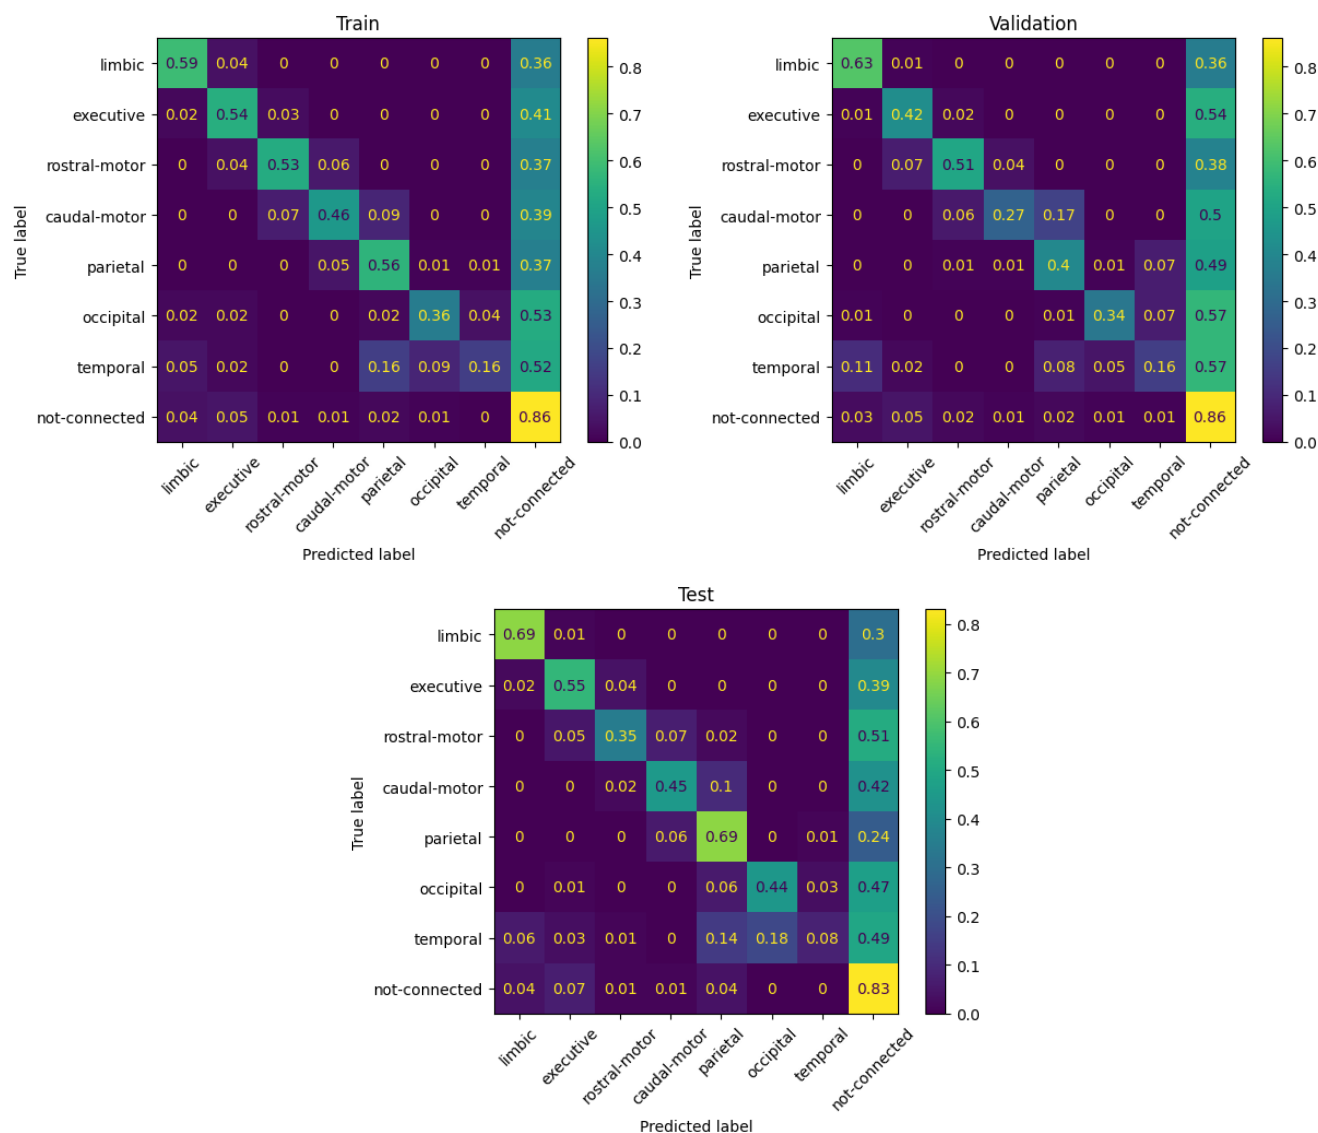 Train
limbic 0.59 0.04 0 0 0 0 0 0.36
executive 0.02 0.54 0.03 0 0 0 0 0.41
rostral-motor 0 0.04 0.53 0.06 0 0 0 0.37
caudal-motor 0 0 0.07 0.46 0.09 0 0 0.39
parietal 0 0 0 0.05 0.56 0.01 0.01 0.37
occipital 0.02 0.02 0 0 0.02 0.36 0.04 0.53
temporal 0.05 0.02 0 0 0.16 0.09 0.16 0.52
not-connected 0.04 0.05 0.01 0.01 0.02 0.01 0 0.86
limbic executive rostral-motor caudal-motor parietal occipital temporal not-connected
Predicted label
True label
0.8
0.7
0.6
0.5
0.4
0.3
0.2
0.1
0.0
Validation
limbic 0.63 0.01 0 0 0 0 0 0.36
executive 0.01 0.42 0.02 0 0 0 0 0.54
rostral-motor 0 0.07 0.51 0.04 0 0 0 0.38
caudal-motor 0 0 0.06 0.27 0.17 0 0 0.5
parietal 0 0 0.01 0.01 0.4 0.01 0.07 0.49
occipital 0.01 0 0 0 0.01 0.34 0.07 0.57
temporal 0.11 0.02 0 0 0.08 0.05 0.16 0.57
not-connected 0.03 0.05 0.02 0.01 0.02 0.01 0.01 0.86
limbic executive rostral-motor caudal-motor parietal occipital temporal not-connected
Predicted label
True label
0.8
0.7
0.6
0.5
0.4
0.3
0.2
0.1
0.0
Test
limbic 0.69 0.01 0 0 0 0 0 0.3
executive 0.02 0.55 0.04 0 0 0 0 0.39
rostral-motor 0 0.05 0.35 0.07 0.02 0 0 0.51
caudal-motor 0 0 0.02 0.45 0.1 0 0 0.42
parietal 0 0 0 0.06 0.69 0 0.01 0.24
occipital 0 0.01 0 0 0.06 0.44 0.03 0.47
temporal 0.06 0.03 0.01 0 0.14 0.18 0.08 0.49
not-connected 0.04 0.07 0.01 0.01 0.04 0 0 0.83
limbic executive rostral-motor caudal-motor parietal occipital temporal not-connected
Predicted label
True label
0.8
0.7
0.6
0.5
0.4
0.3
0.2
0.1
0.0